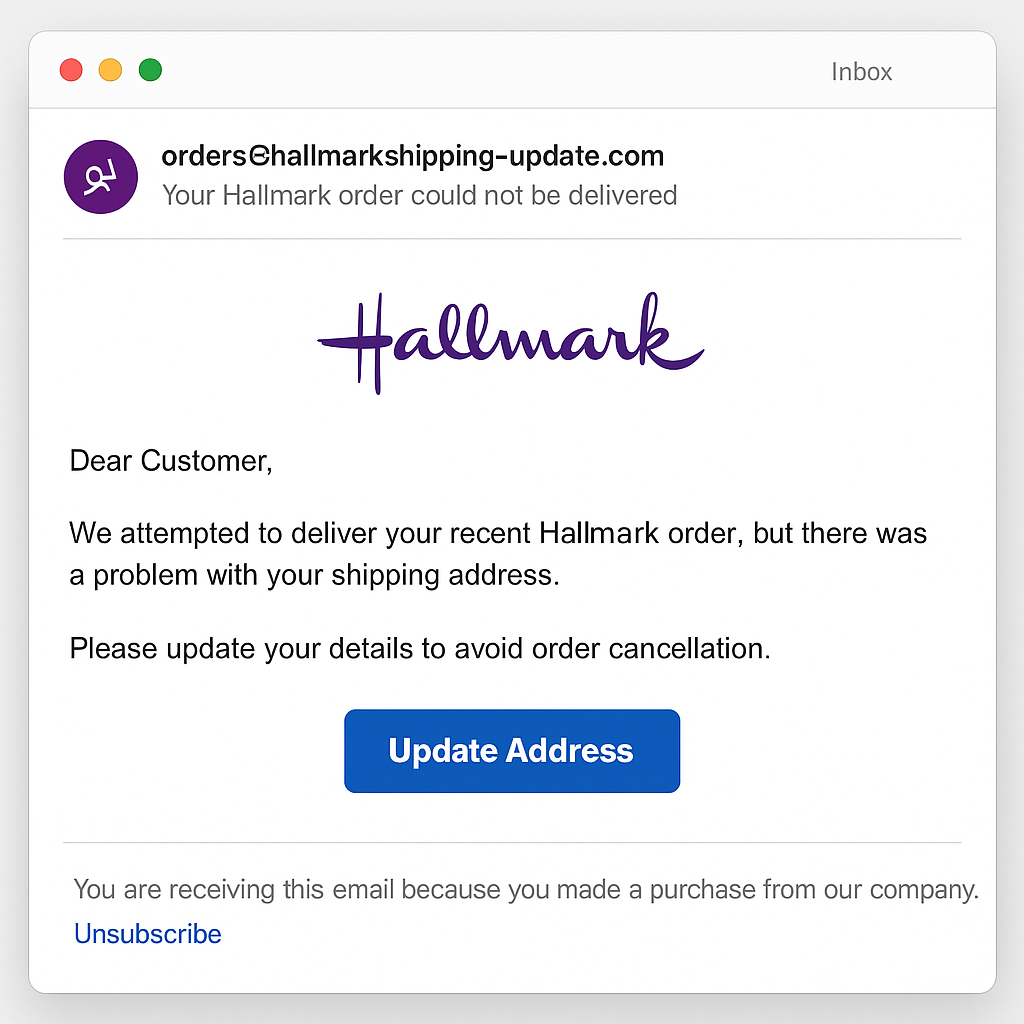 Inbox
orders@hallmarkshipping-update.com
Your Hallmark order could not be delivered
Hallmark
Dear Customer,
We attempted to deliver your recent Hallmark order, but there was
a problem with your shipping address.
Please update your details to avoid order cancellation.
Update Address
You are receiving this email because you made a purchase from our company.
Unsubscribe